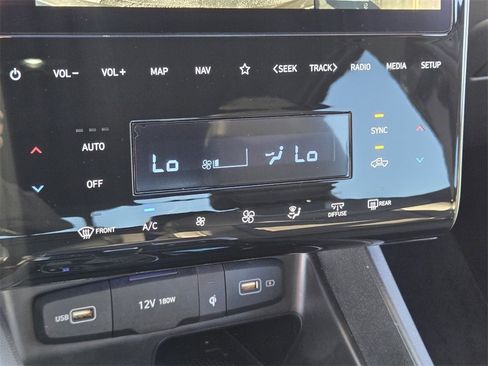 VOL− VOL+ MAP NAV ☆ <SEEK TRACK> RADIO MEDIA SETUP
SYNC
AUTO
Lo Lo
OFF
FRONT A/C DIFFUSE REAR
USB 12V 180W